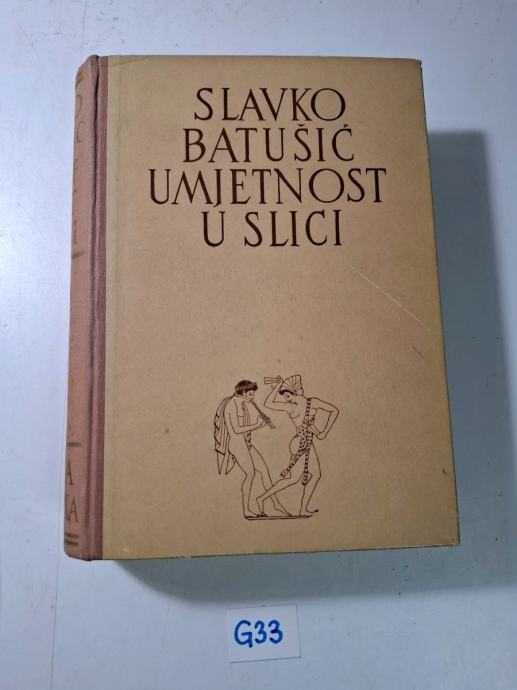 SLAVKO
BATUŠIĆ
UMJETNOST
U SLICI
G33